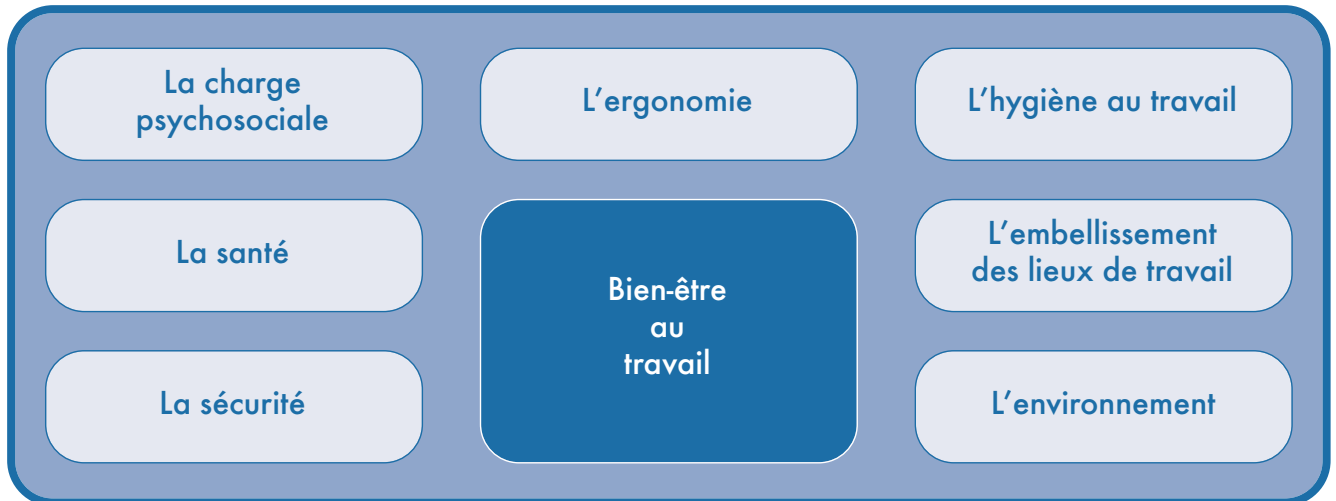 La charge
psychosociale
L’ergonomie
L’hygiène au travail
La santé
Bien-être
au
travail
L’embellissement
des lieux de travail
La sécurité
L’environnement